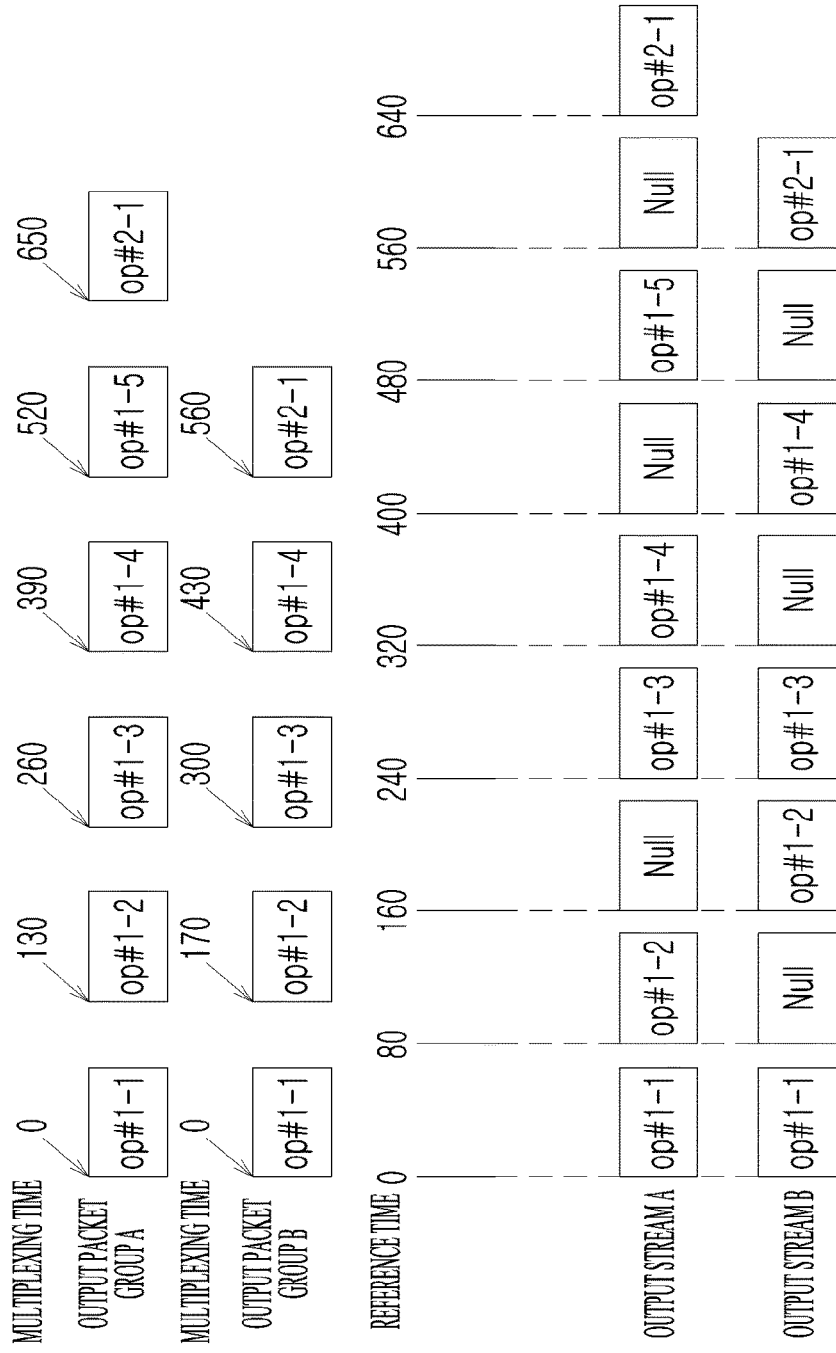 MULTIPLEXING TIME 0 130 260 390 520 650
OUTPUT PACKET
GROUP A
op#1-1 op#1-2 op#1-3 op#1-4 op#1-5 op#2-1
MULTIPLEXING TIME 0 170 300 430 560
OUTPUT PACKET
GROUP B
op#1-1 op#1-2 op#1-3 op#1-4 op#2-1
REFERENCE TIME 0 80 160 240 320 400 480 560 640
OUTPUT STREAM A op#1-1 op#1-2 Null op#1-3 op#1-4 Null op#1-5 Null op#2-1
OUTPUT STREAM B op#1-1 Null op#1-2 op#1-3 Null op#1-4 Null op#2-1